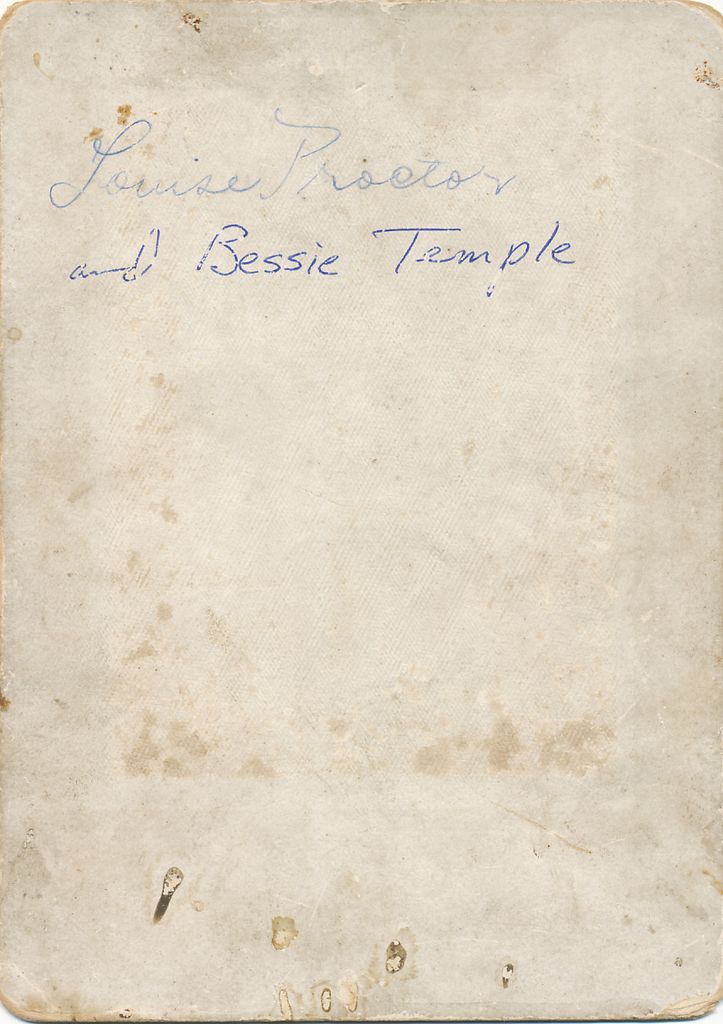 Louise Proctor
and Bessie Temple